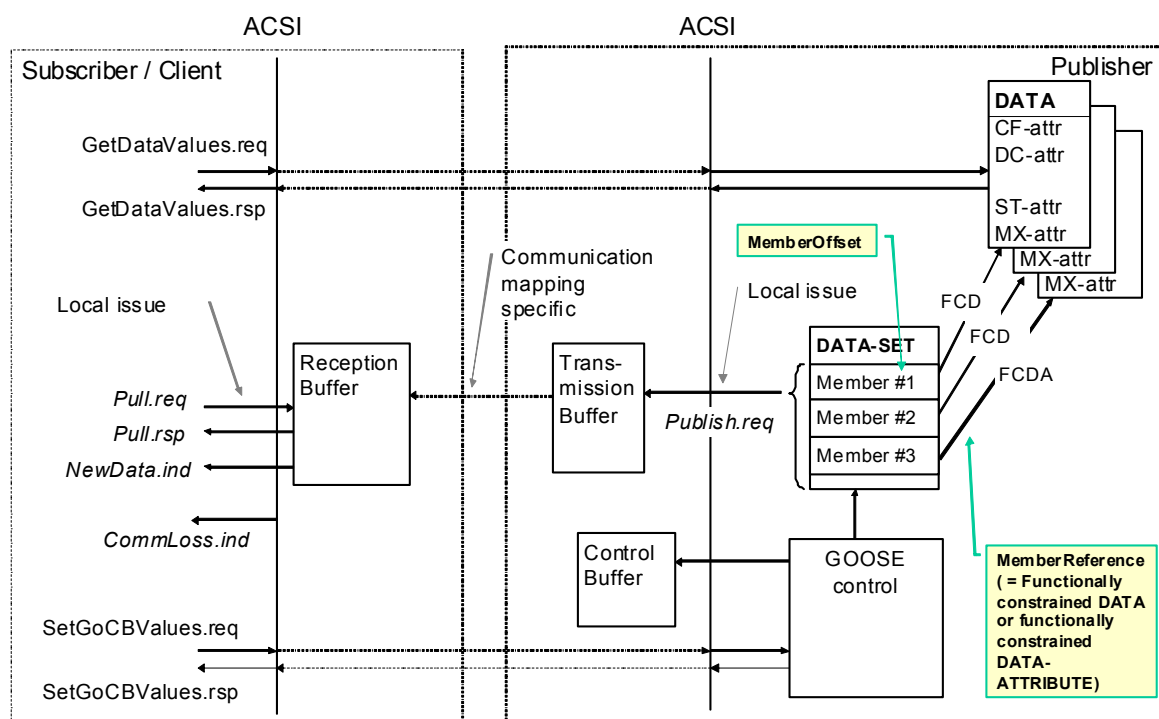 ACSI
ACSI
Subscriber / Client
Publisher
DATA
CF-attr
DC-attr
ST-attr
MX-attr
MX-attr
MX-attr
GetDataValues.req
GetDataValues.rsp
MemberOffset
Communication
mapping
specific
Local issue
Local issue
FCD
FCD
FCDA
DATA-SET
Member #1
Member #2
Member #3
Reception
Buffer
Trans-
mission
Buffer
Pull.req
Pull.rsp
NewData.ind
Publish.req
CommLoss.ind
Control
Buffer
GOOSE
control
MemberReference
( = Functionally
constrained DATA
or functionally
constrained
DATA-
ATTRIBUTE)
SetGoCBValues.req
SetGoCBValues.rsp